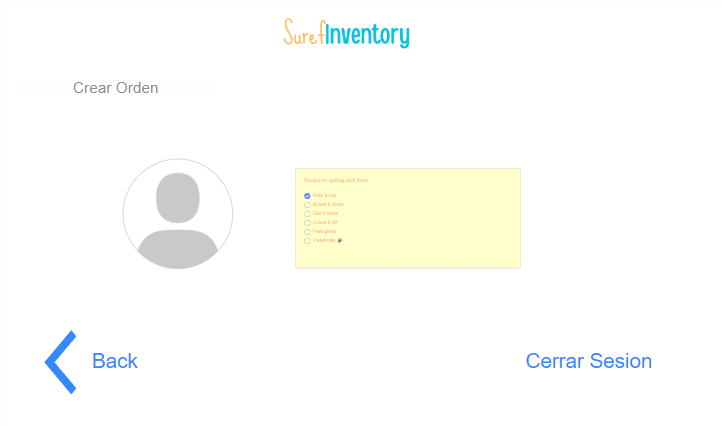 SurefInventory
Crear Orden
Recipe for getting stuff done:
Plan it out
Break it down
Get it done
Cross it off
Feel great
Celebrate 🎉
Back
Cerrar Sesion